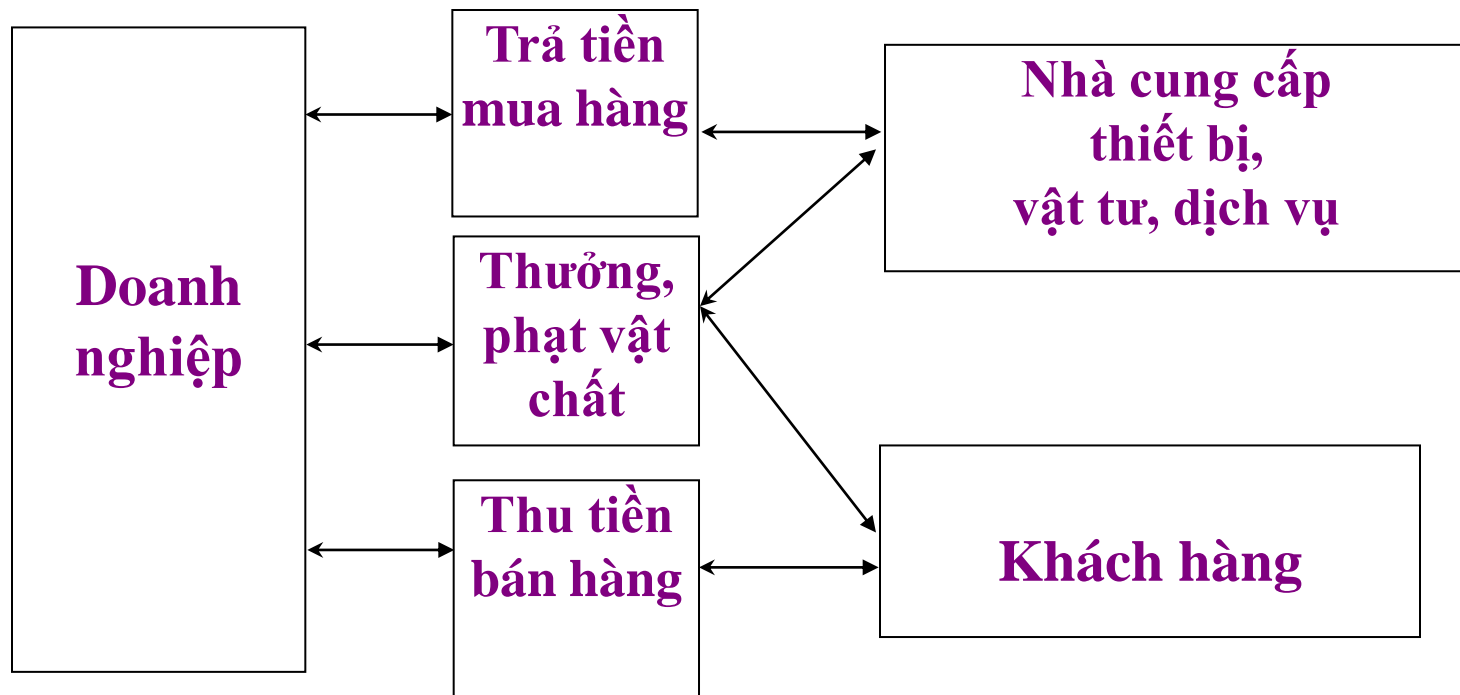 Doanh
nghiệp
Trả tiền
mua hàng
Thưởng,
phạt vật
chất
Thu tiền
bán hàng
Nhà cung cấp
thiết bị,
vật tư, dịch vụ
Khách hàng